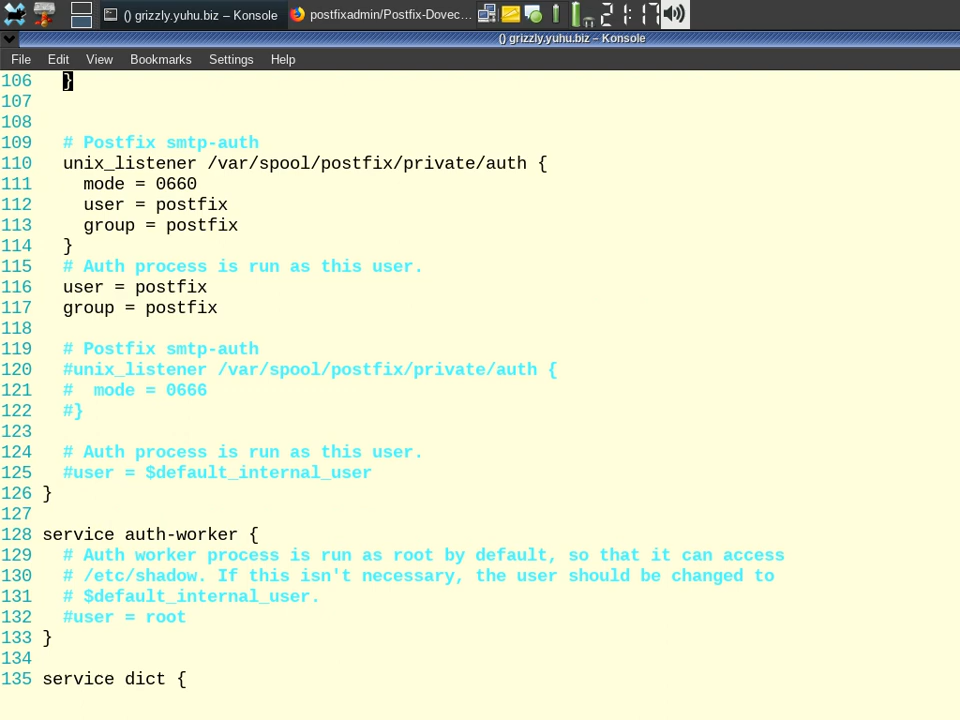 () grizzly.yuhu.biz – Konsole
postfixadmin/Postfix-Dovec...
21:17
() grizzly.yuhu.biz – Konsole
File Edit View Bookmarks Settings Help
106   }
107
108
109   # Postfix smtp-auth
110   unix_listener /var/spool/postfix/private/auth {
111     mode = 0660
112     user = postfix
113     group = postfix
114   }
115   # Auth process is run as this user.
116   user = postfix
117   group = postfix
118
119   # Postfix smtp-auth
120   #unix_listener /var/spool/postfix/private/auth {
121   #  mode = 0666
122   #}
123
124   # Auth process is run as this user.
125   #user = $default_internal_user
126 }
127
128 service auth-worker {
129   # Auth worker process is run as root by default, so that it can access
130   # /etc/shadow. If this isn't necessary, the user should be changed to
131   # $default_internal_user.
132   #user = root
133 }
134
135 service dict {